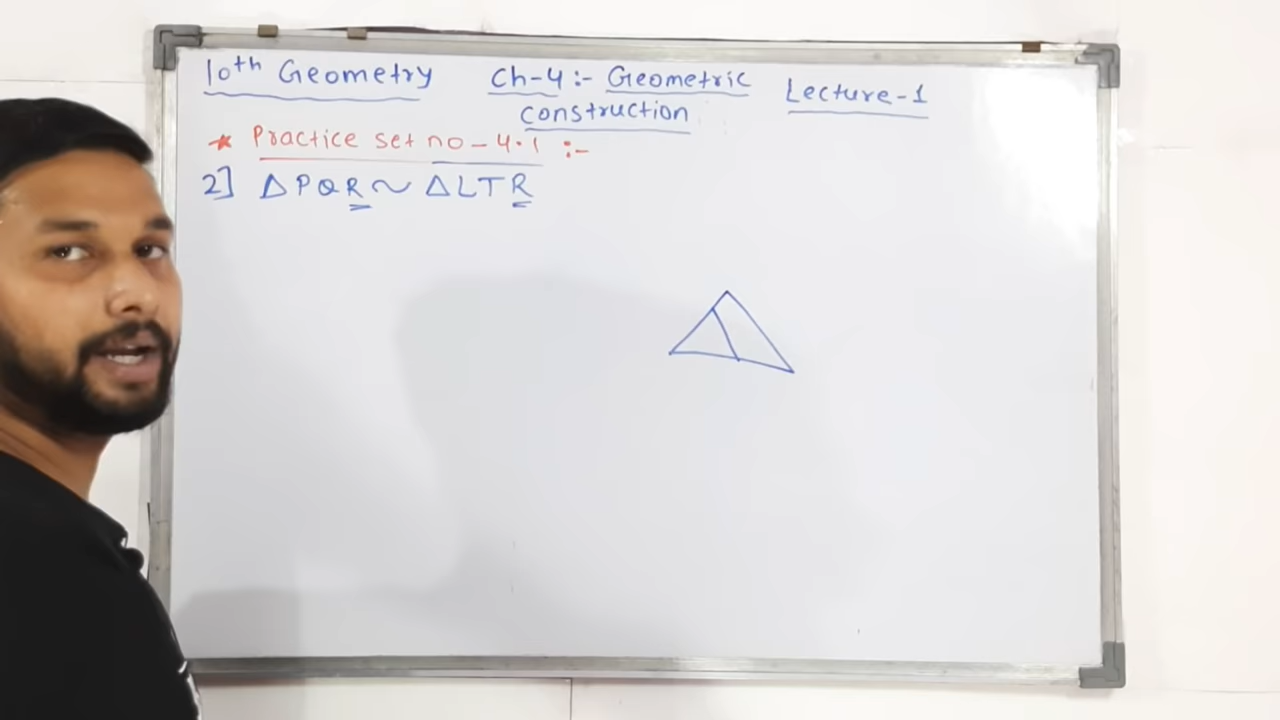 10th Geometry Ch-4:- Geometric Lecture-1
construction
* Practice set no-4.1 :-
2] ΔPQR ~ ΔLTR